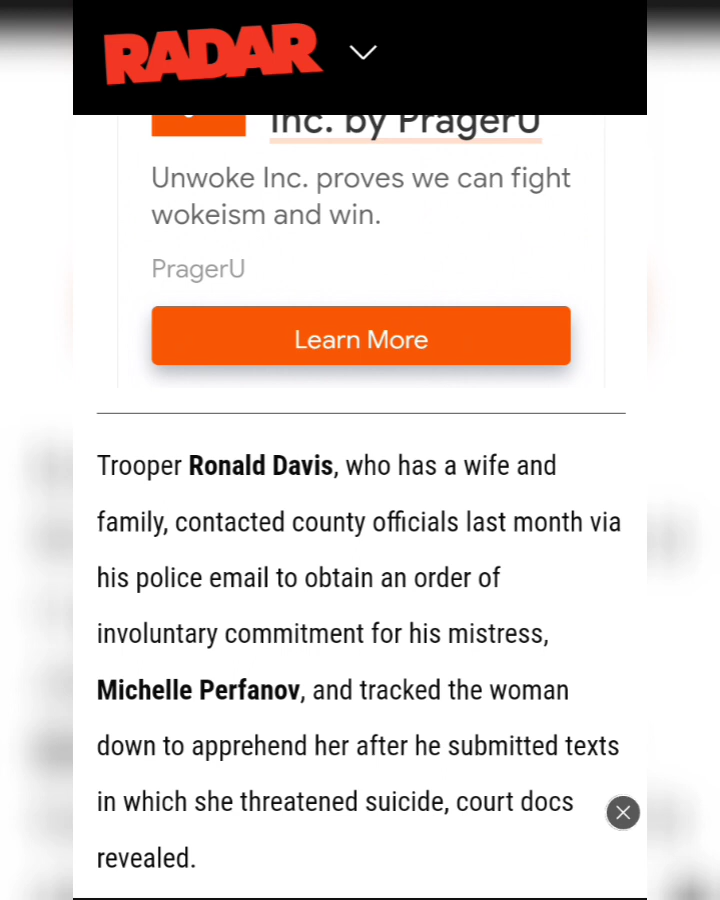 RADAR
Inc. by PragerU
Unwoke Inc. proves we can fight
wokeism and win.
PragerU
Learn More
Trooper Ronald Davis, who has a wife and
family, contacted county officials last month via
his police email to obtain an order of
involuntary commitment for his mistress,
Michelle Perfanov, and tracked the woman
down to apprehend her after he submitted texts
in which she threatened suicide, court docs
revealed.